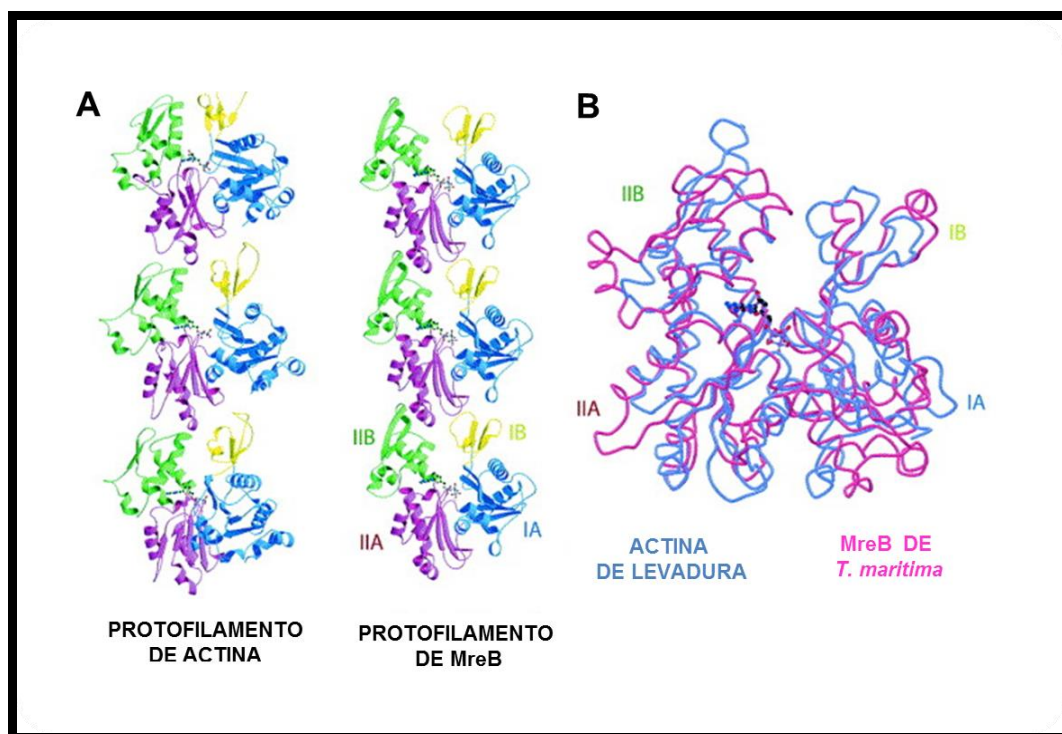 A
IIB
IB
IIA
IA
PROTOFILAMENTO
DE ACTINA
PROTOFILAMENTO
DE MreB
B
IIB
IB
IIA
IA
ACTINA
DE LEVADURA
MreB DE
T. maritima